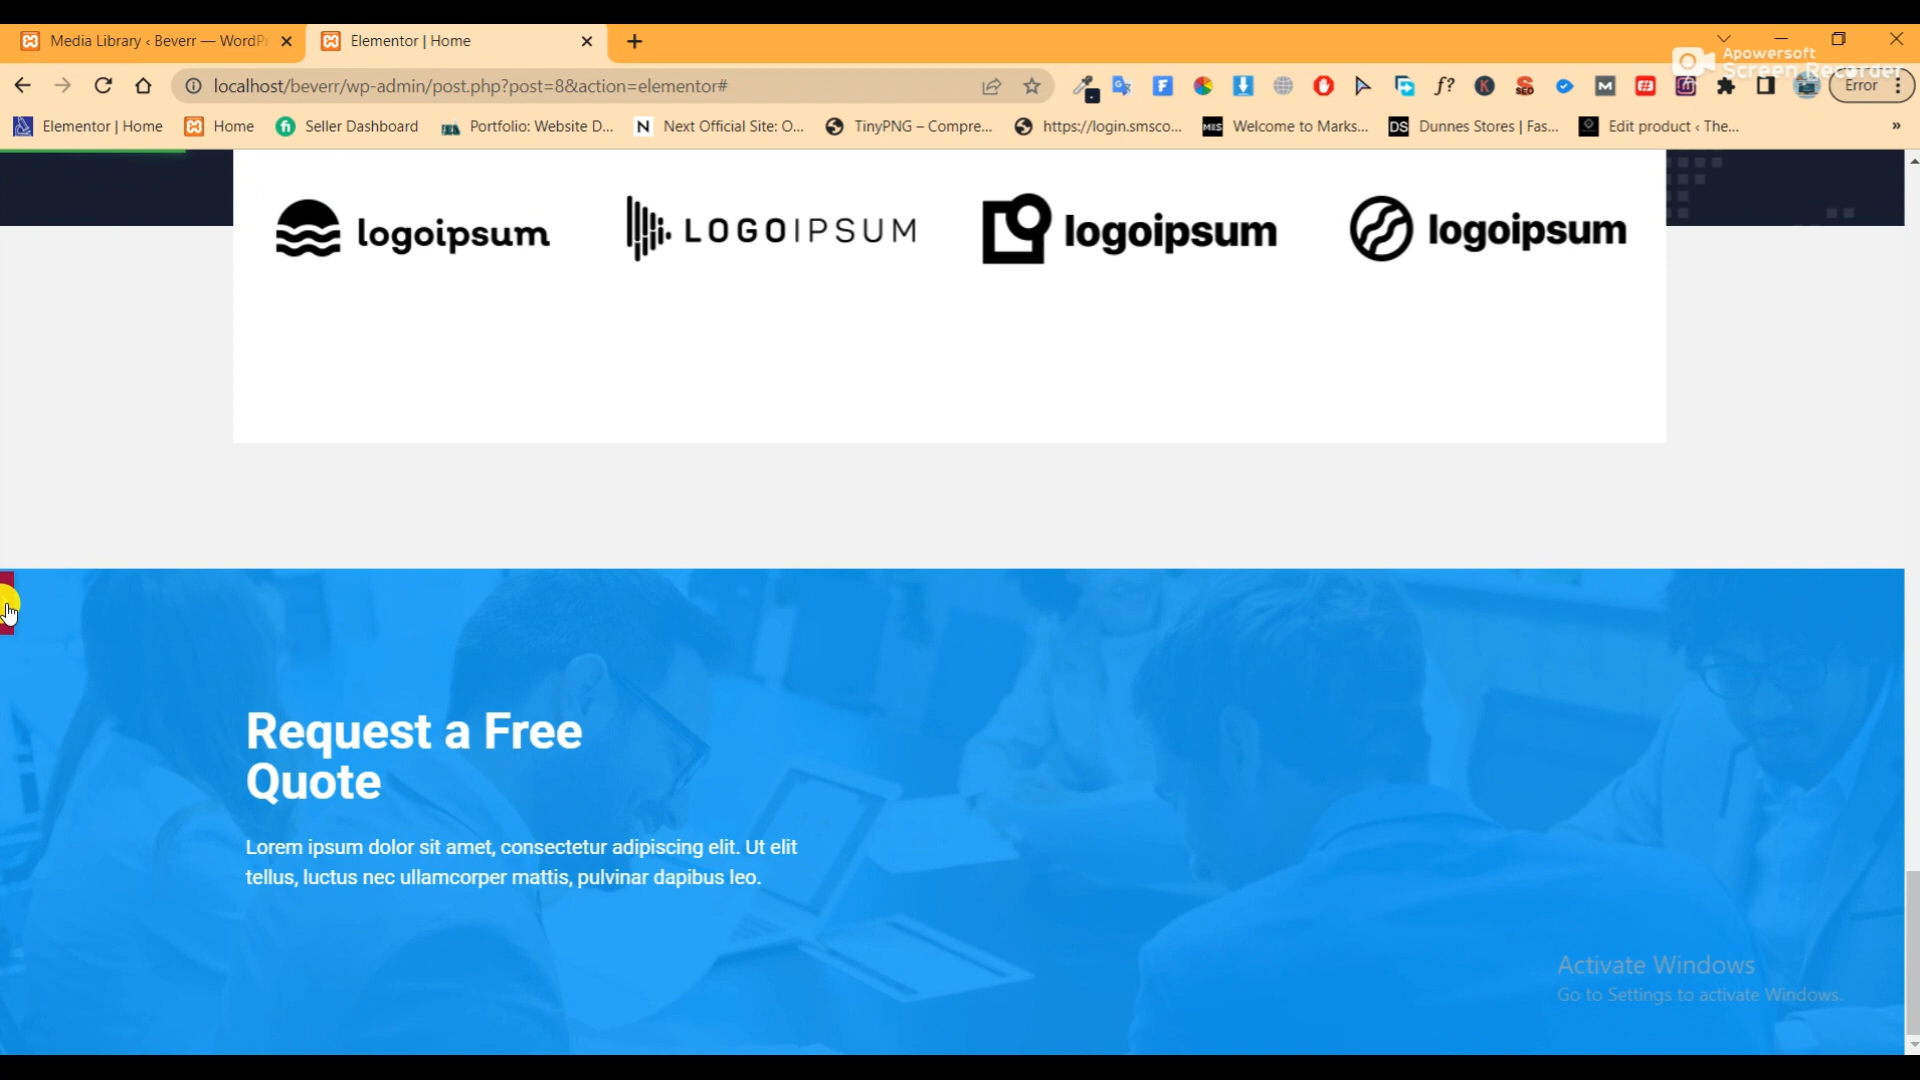 Media Library ‹ Beverr — WordPr
Elementor | Home
Apowersoft
Screen Recorder
localhost/beverr/wp-admin/post.php?post=8&action=elementor#
Error
Elementor | Home
Home
Seller Dashboard
Portfolio: Website D...
Next Official Site: O...
TinyPNG – Compre...
https://login.smsco...
Welcome to Marks...
Dunnes Stores | Fas...
Edit product ‹ The...
»
logoipsum
LOGOIPSUM
logoipsum
logoipsum
Request a Free
Quote
Lorem ipsum dolor sit amet, consectetur adipiscing elit. Ut elit
tellus, luctus nec ullamcorper mattis, pulvinar dapibus leo.
Activate Windows
Go to Settings to activate Windows.